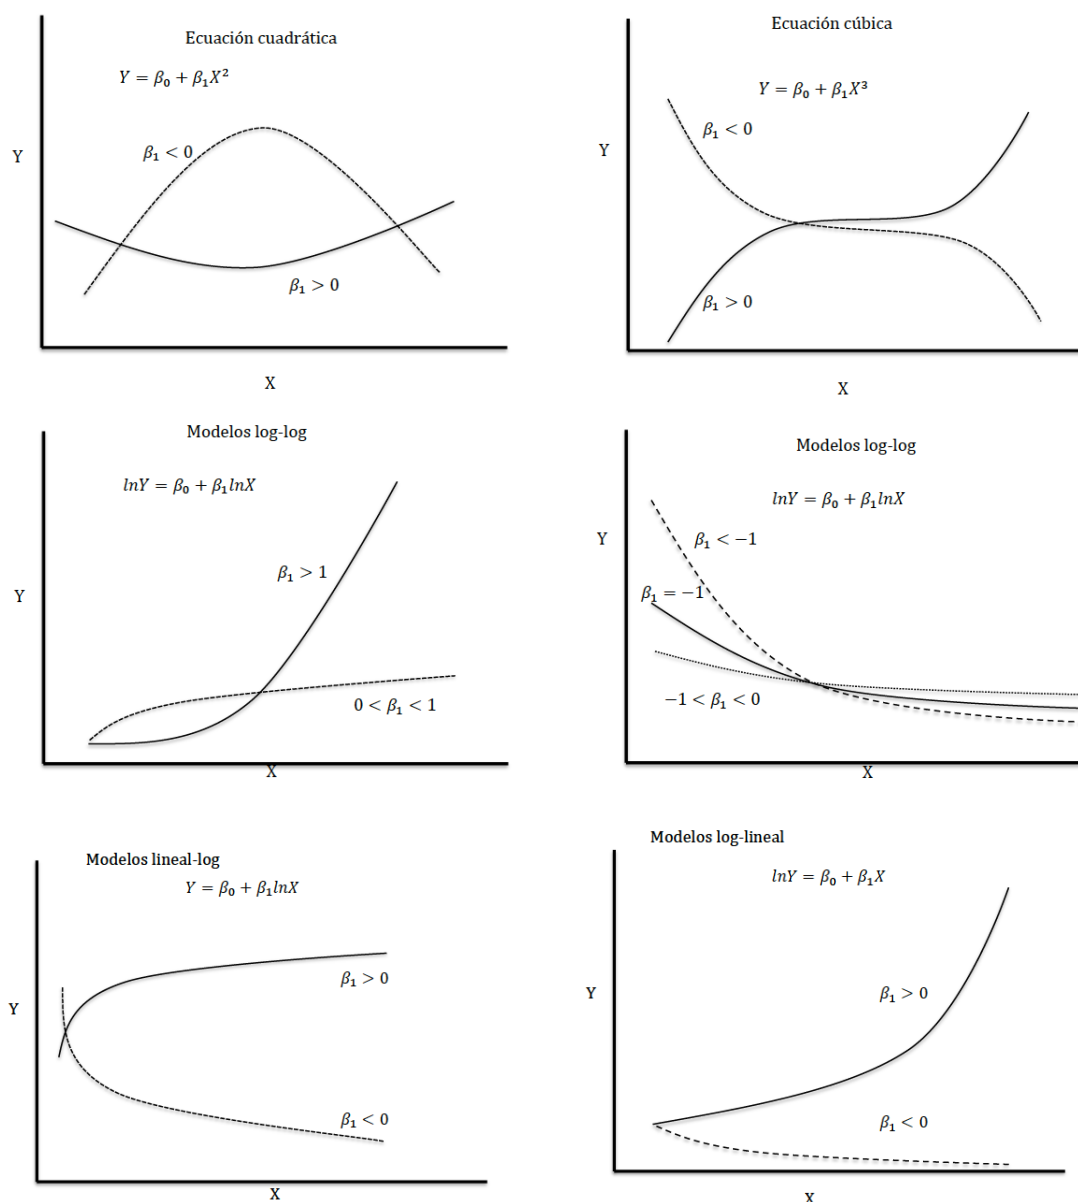 Ecuación cuadrática
Y = β₀ + β₁X²
β₁ < 0
Y
β₁ > 0
X
Ecuación cúbica
Y = β₀ + β₁X³
β₁ < 0
Y
β₁ > 0
X
Modelos log-log
lnY = β₀ + β₁lnX
β₁ > 1
Y
0 < β₁ < 1
X
Modelos log-log
lnY = β₀ + β₁lnX
Y
β₁ < −1
β₁ = −1
−1 < β₁ < 0
X
Modelos lineal-log
Y = β₀ + β₁lnX
β₁ > 0
Y
β₁ < 0
X
Modelos log-lineal
lnY = β₀ + β₁X
Y
β₁ > 0
β₁ < 0
X